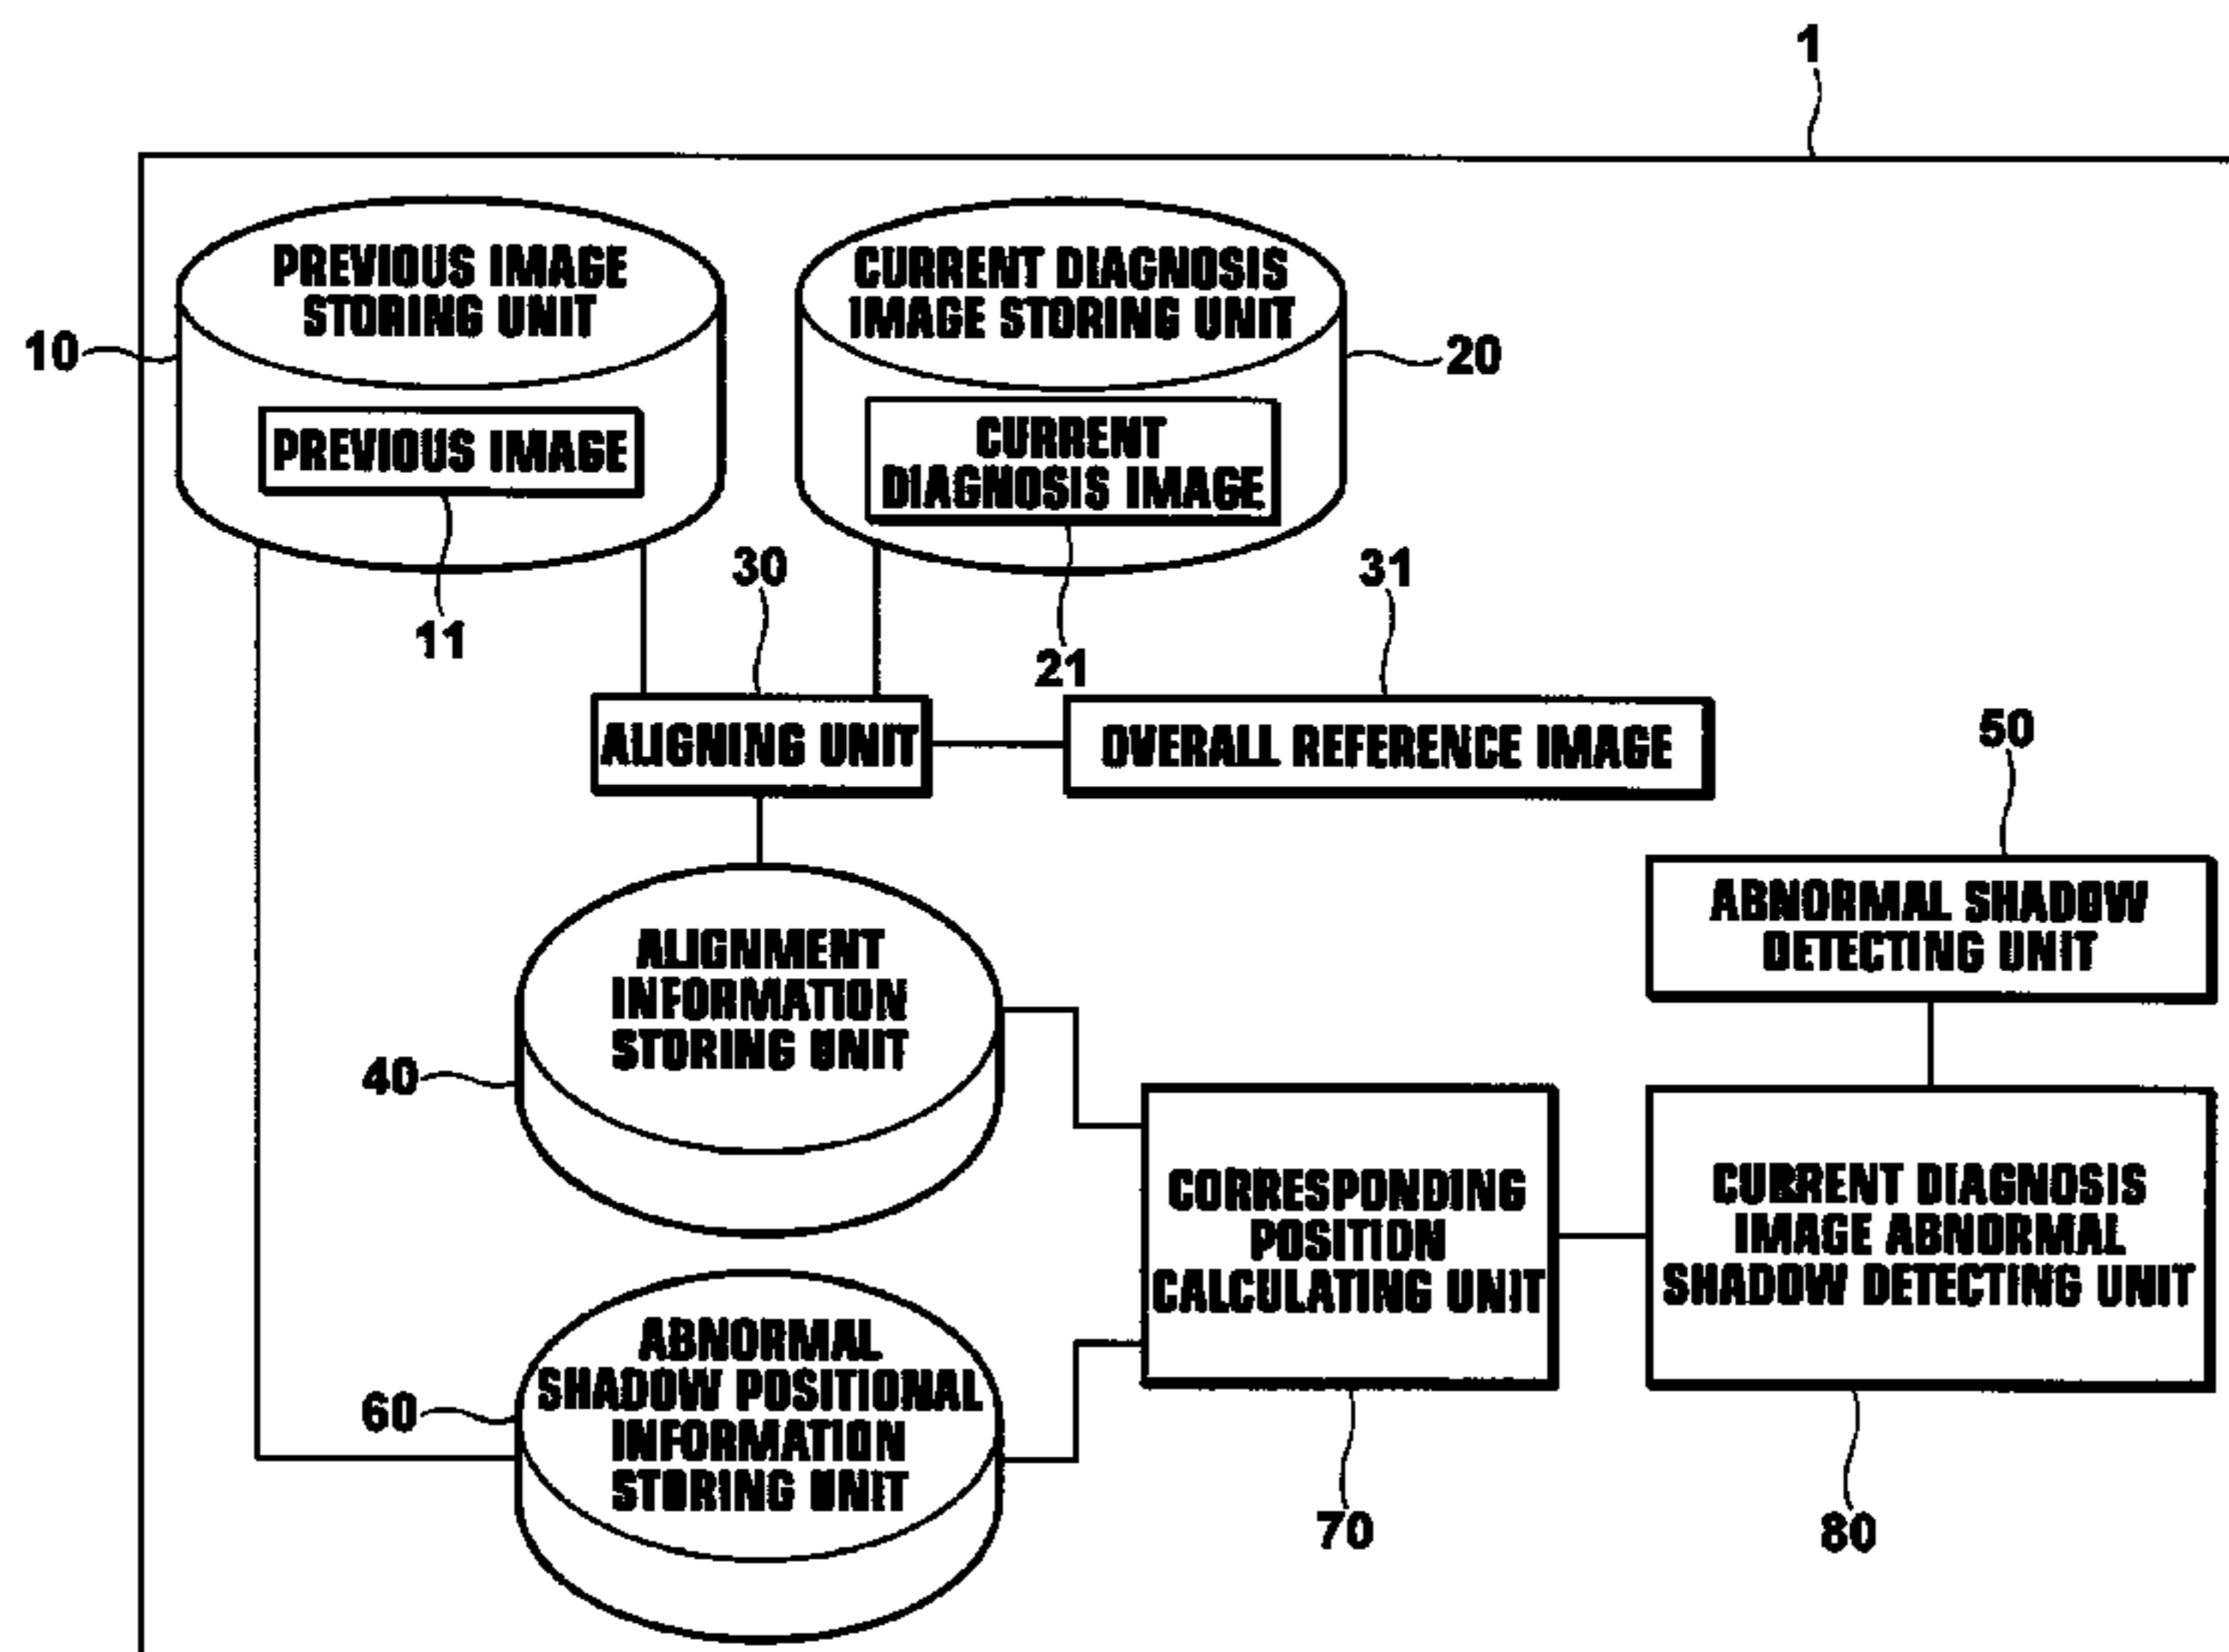 1
PREVIOUS IMAGE
STORING UNIT
CURRENT DIAGNOSIS
IMAGE STORING UNIT
10
20
PREVIOUS IMAGE
CURRENT
DIAGNOSIS IMAGE
11
30
21
31
ALIGNING UNIT
OVERALL REFERENCE IMAGE
50
ABNORMAL SHADOW
DETECTING UNIT
ALIGNMENT
INFORMATION
STORING UNIT
40
CORRESPONDING
POSITION
CALCULATING UNIT
CURRENT DIAGNOSIS
IMAGE ABNORMAL
SHADOW DETECTING UNIT
ABNORMAL
SHADOW POSITIONAL
INFORMATION
STORING UNIT
60
70
80